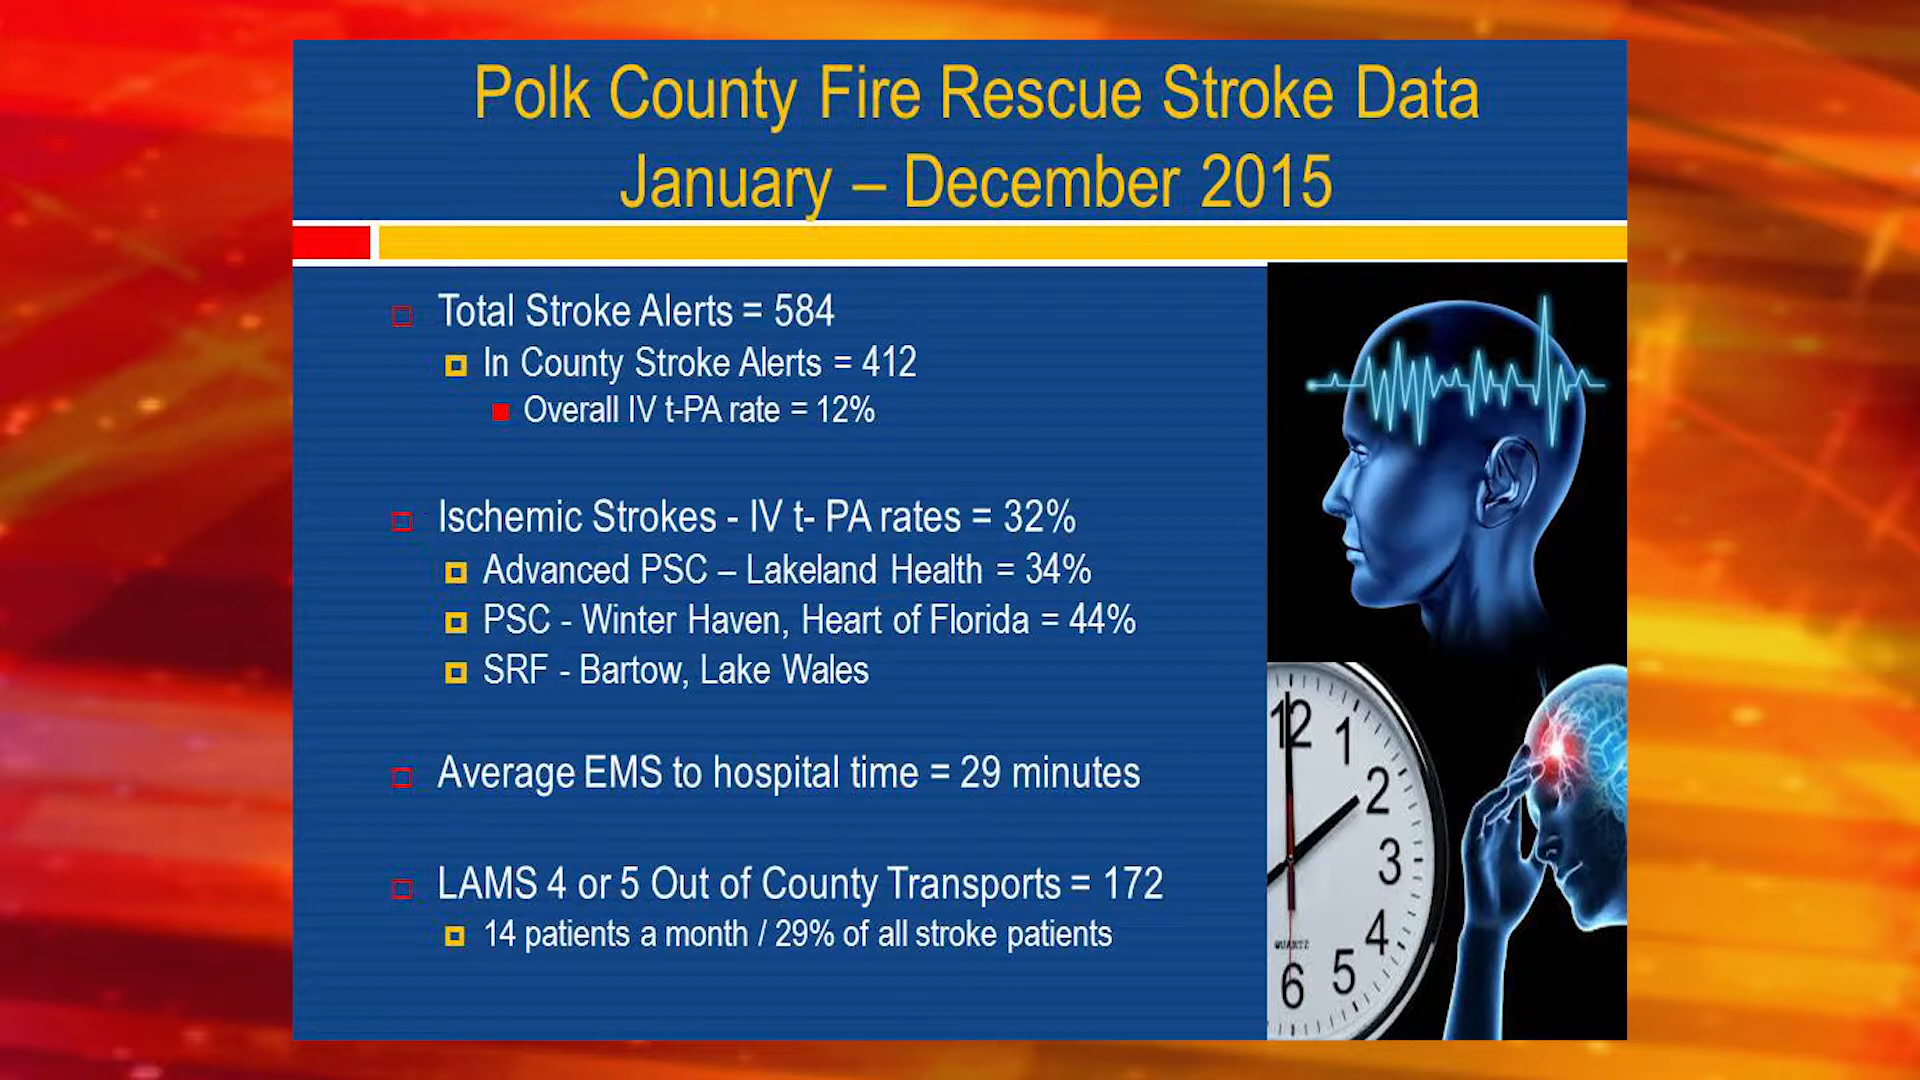 Polk County Fire Rescue Stroke Data
January – December 2015
Total Stroke Alerts = 584
In County Stroke Alerts = 412
Overall IV t-PA rate = 12%
Ischemic Strokes - IV t- PA rates = 32%
Advanced PSC – Lakeland Health = 34%
PSC - Winter Haven, Heart of Florida = 44%
SRF - Bartow, Lake Wales
Average EMS to hospital time = 29 minutes
LAMS 4 or 5 Out of County Transports = 172
14 patients a month / 29% of all stroke patients
12
1
2
3
4
5
6
QUARTZ